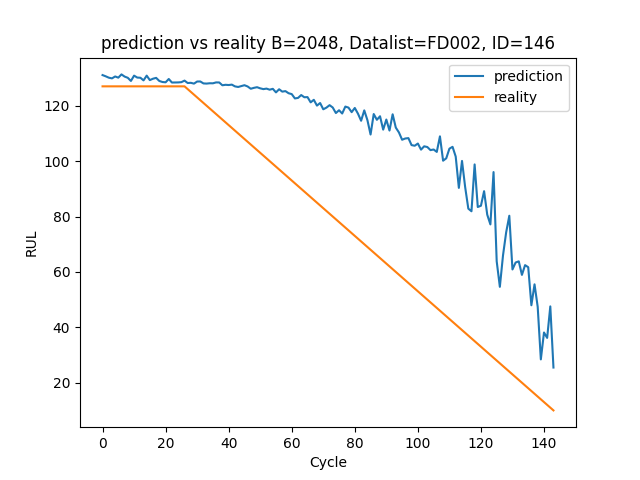 prediction vs reality B=2048, Datalist=FD002, ID=146
prediction
reality
RUL
120
100
80
60
40
20
0 20 40 60 80 100 120 140
Cycle